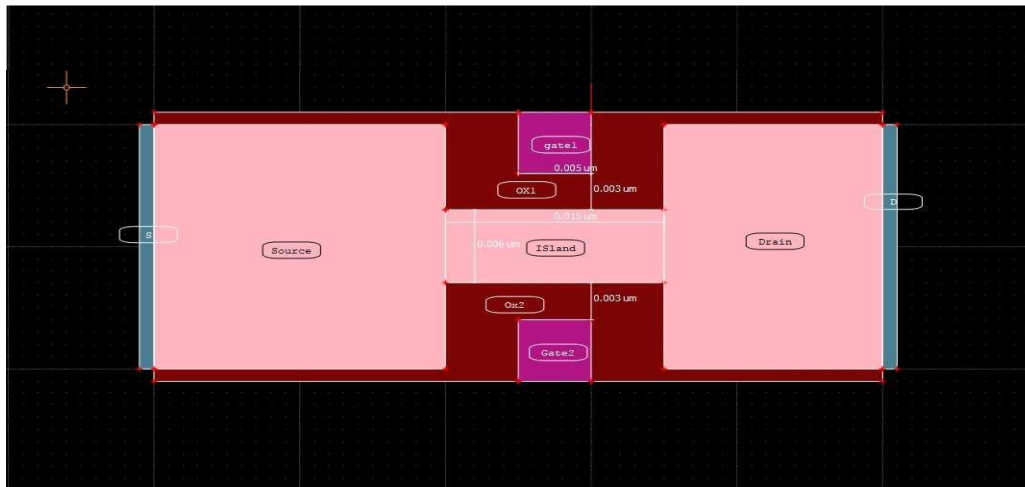 gate1
0.005 um
OX1
0.003 um
D
0.015 um
S
Source
0.006 um
ISland
Drain
Ox2
0.003 um
Gate2